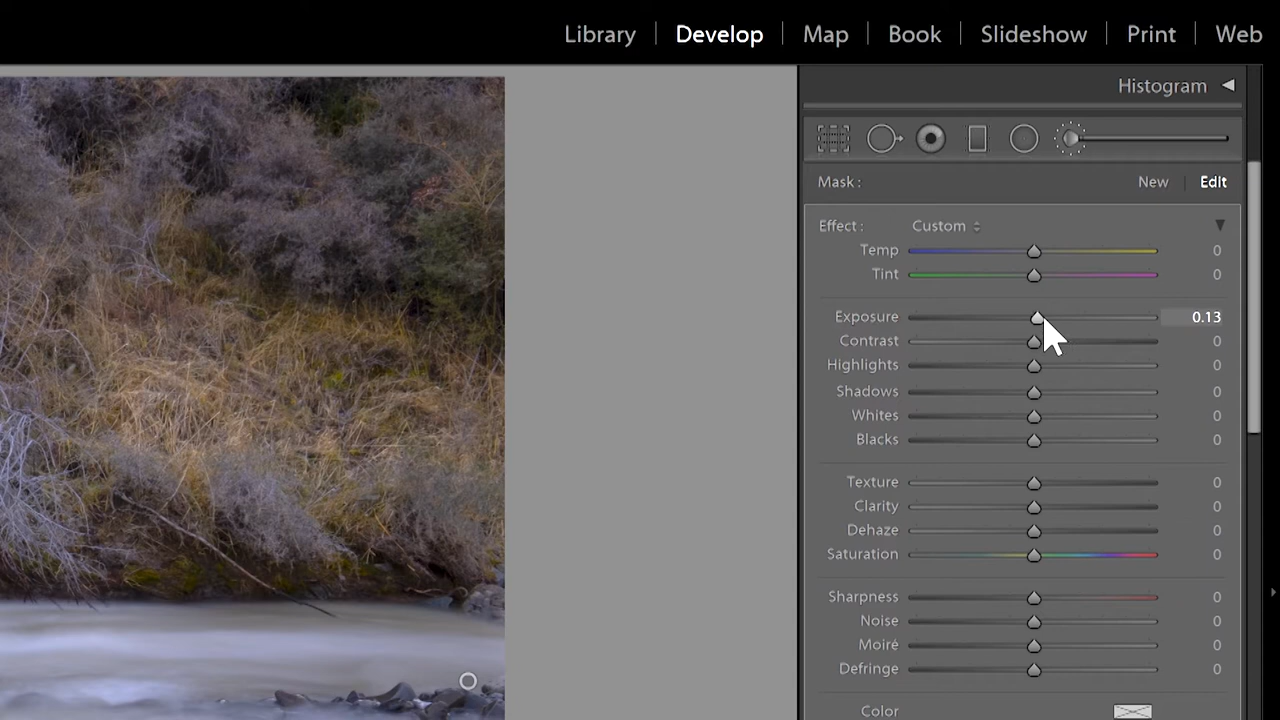 Library | Develop | Map | Book | Slideshow | Print | Web
Histogram
Mask : New | Edit
Effect : Custom
Temp 0
Tint 0
Exposure 0.13
Contrast 0
Highlights 0
Shadows 0
Whites 0
Blacks 0
Texture 0
Clarity 0
Dehaze 0
Saturation 0
Sharpness 0
Noise 0
Moiré 0
Defringe 0
Color